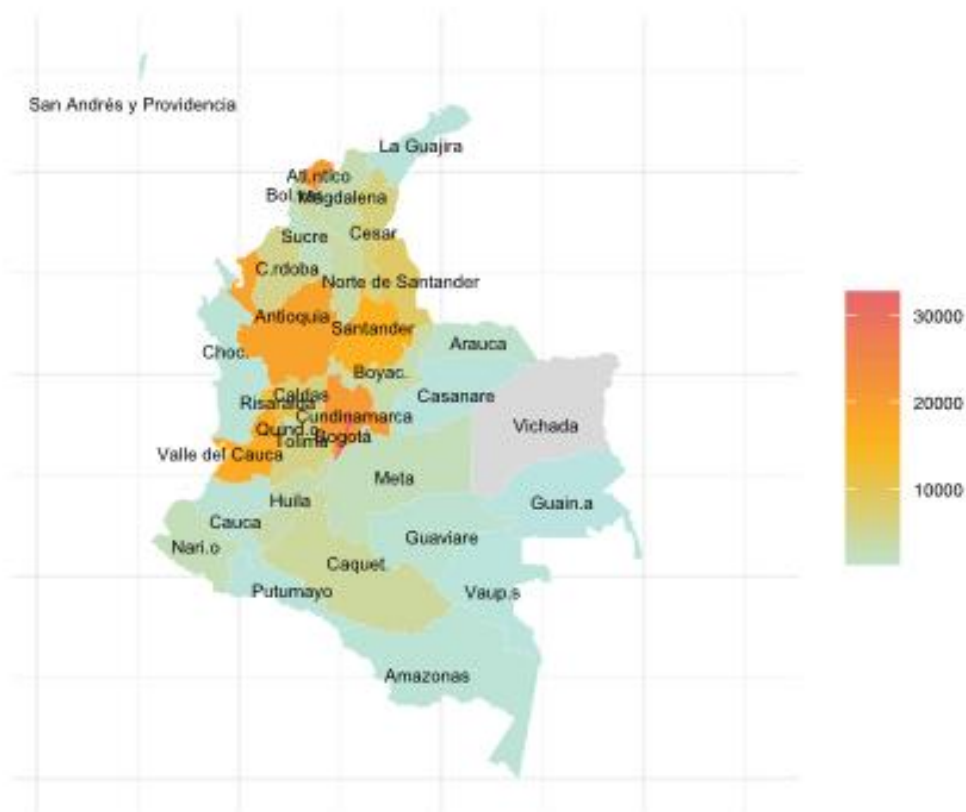 San Andrés y Providencia
La Guajira
Atl.ntico
Magdalena
Sucre
Cesar
C.rdoba
Norte de Santander
30000
Antioquia
Santander
Choc.
Arauca
Boyac.
20000
Caldas
Casanare
Risaralda
Cundinamarca
Vichada
Quind.o
Bogotá
Tolima
Valle del Cauca
Meta
10000
Huila
Guain.a
Cauca
Guaviare
Nari.o
Caquet.
Putumayo
Vaup.s
Amazonas